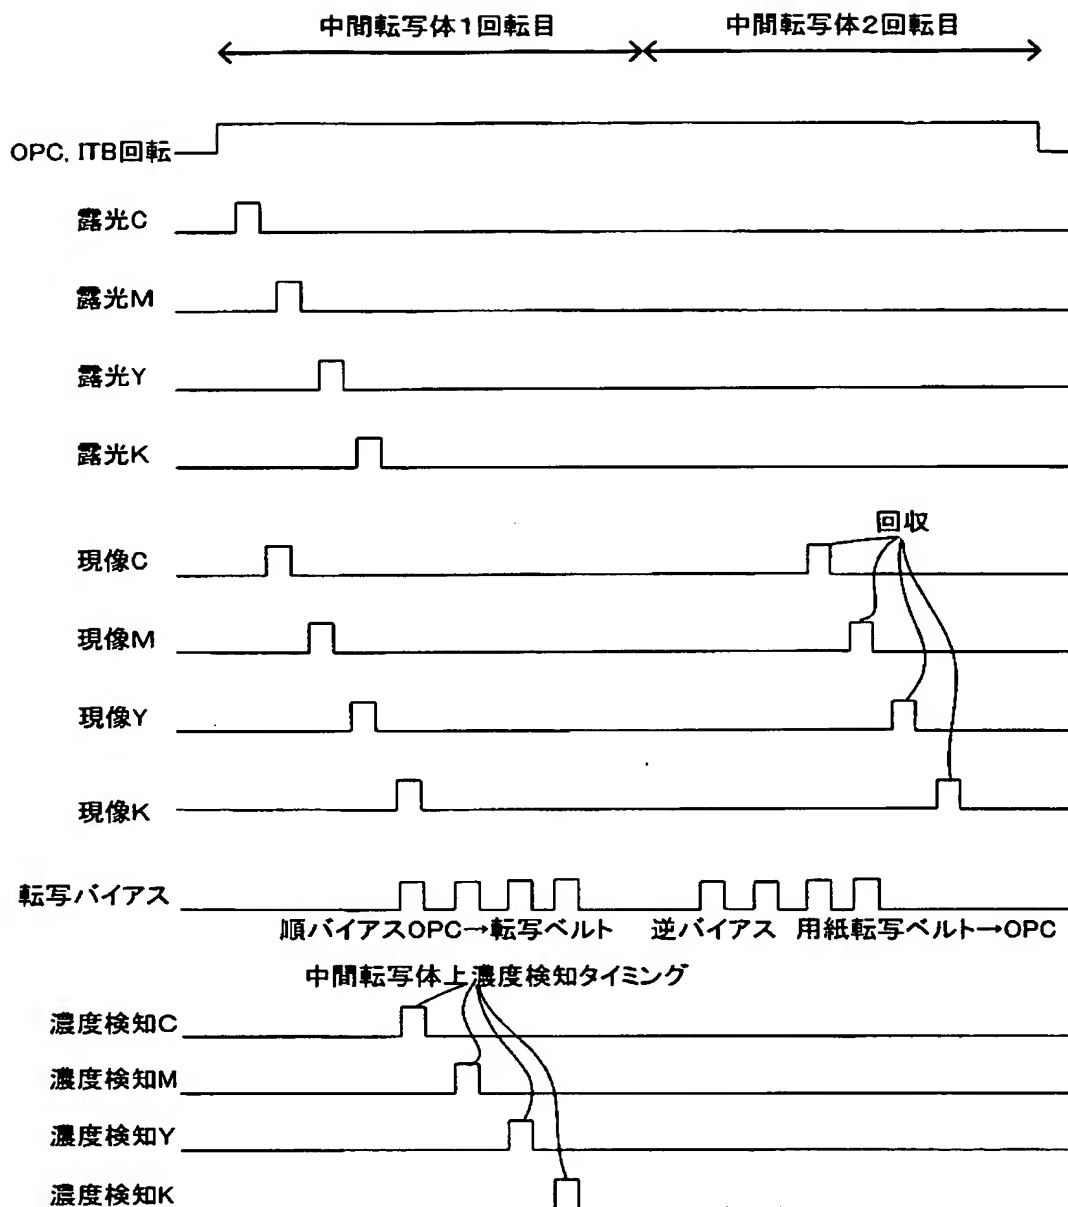 中間転写体1回転目
中間転写体2回転目
OPC, ITB回転
露光C
露光M
露光Y
露光K
回収
現像C
現像M
現像Y
現像K
転写バイアス
順バイアスOPC→転写ベルト
逆バイアス 用紙転写ベルト→OPC
中間転写体上濃度検知タイミング
濃度検知C
濃度検知M
濃度検知Y
濃度検知K